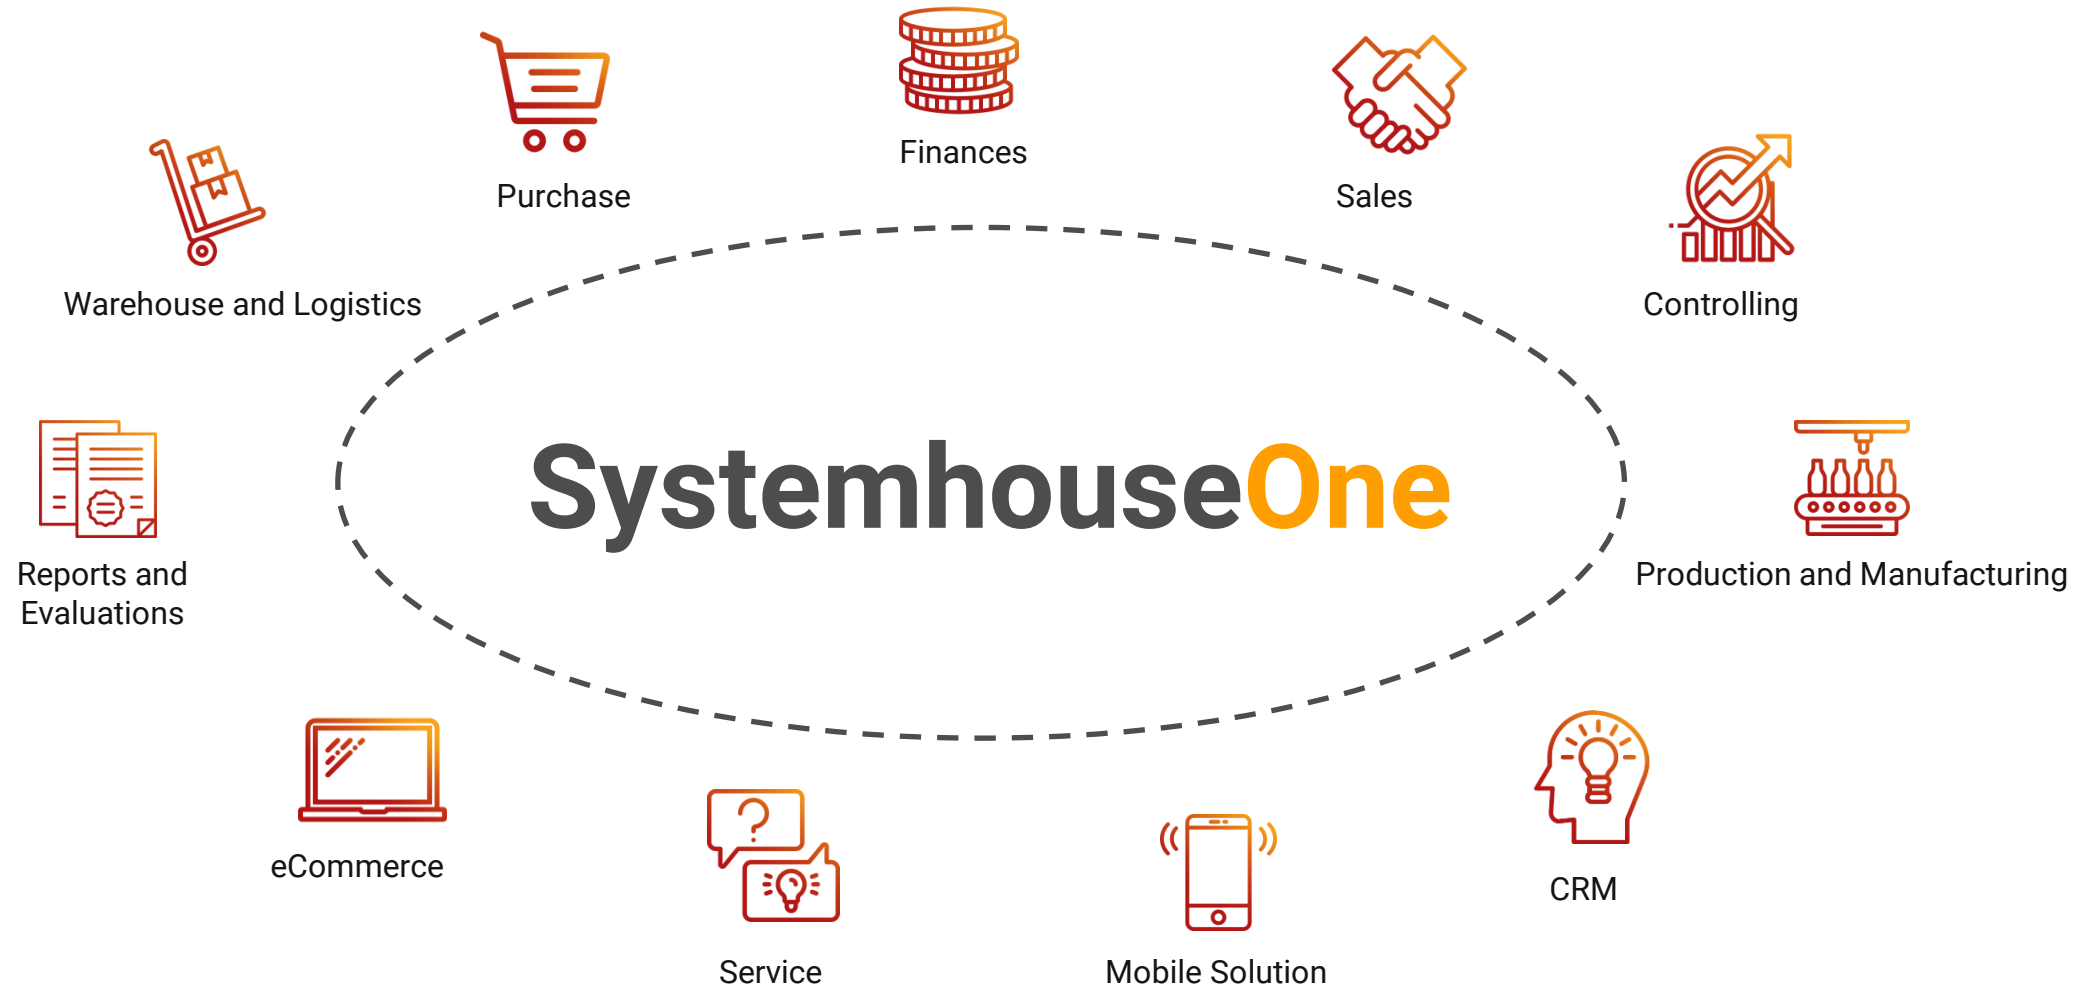 Finances
Purchase
Sales
Warehouse and Logistics
Controlling
SystemhouseOne
Reports and
Evaluations
Production and Manufacturing
eCommerce
CRM
Service
Mobile Solution